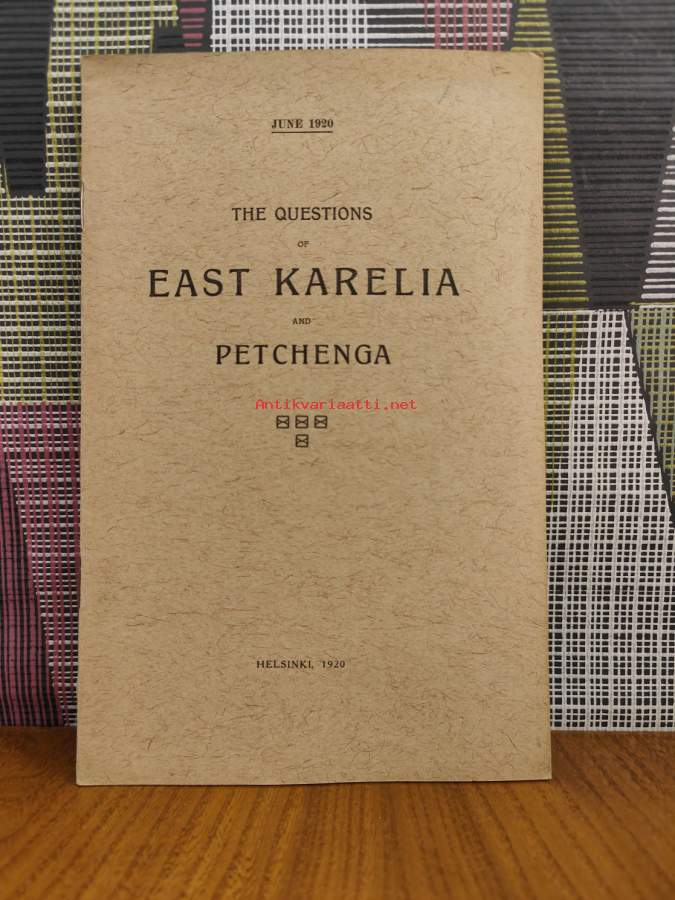 JUNE 1920
THE QUESTIONS
OF
EAST KARELIA
AND
PETCHENGA
Antikvariaatti.net
HELSINKI, 1920